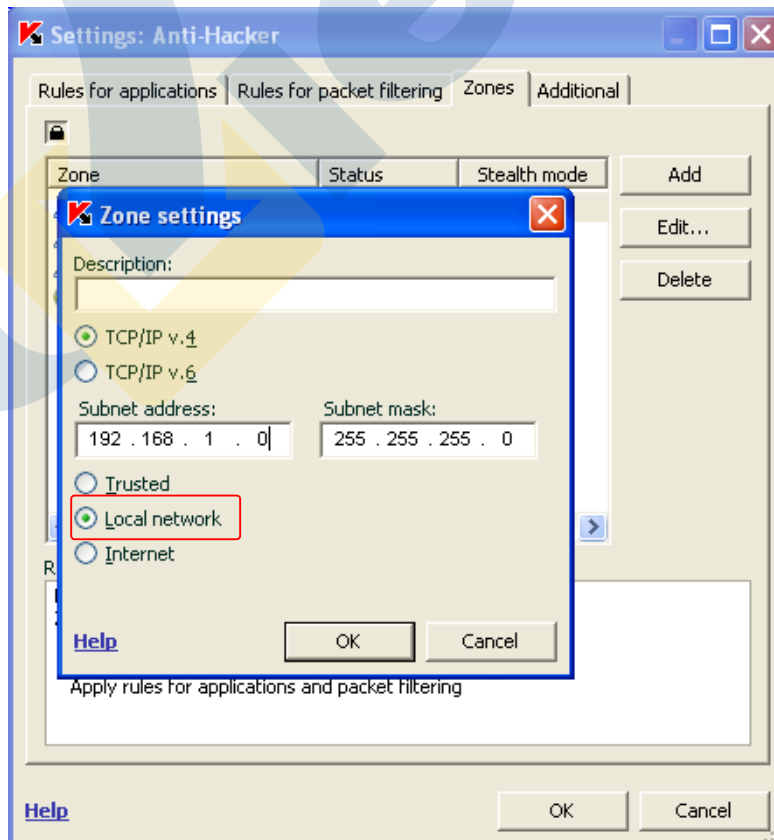 Settings: Anti-Hacker
Rules for applications Rules for packet filtering Zones Additional
Zone Status Stealth mode Add
Zone settings
Edit...
Description:
Delete
TCP/IP v.4
TCP/IP v.6
Subnet address: Subnet mask:
192 . 168 . 1 . 0 255 . 255 . 255 . 0
Trusted
Local network
Internet
Help OK Cancel
Apply rules for applications and packet filtering
Help OK Cancel